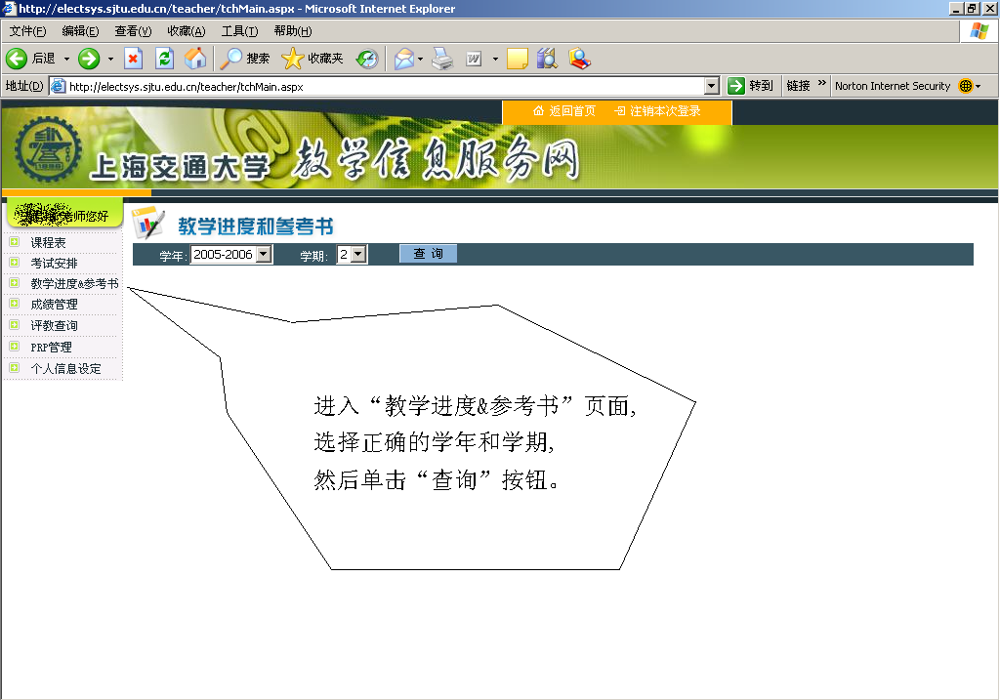 http://electsys.sjtu.edu.cn/teacher/tchMain.aspx - Microsoft Internet Explorer
文件(F) 编辑(E) 查看(V) 收藏(A) 工具(T) 帮助(H)
后退 搜索 收藏夹
地址(D) http://electsys.sjtu.edu.cn/teacher/tchMain.aspx 转到 链接 » Norton Internet Security
返回首页 注销本次登录
上海交通大学 教学信息服务网
老师您好
教学进度和参考书
学年: 2005-2006 学期: 2 查 询
课程表
考试安排
教学进度&参考书
成绩管理
评教查询
PRP管理
个人信息设定
进入“教学进度&参考书”页面,
选择正确的学年和学期,
然后单击“查询”按钮。